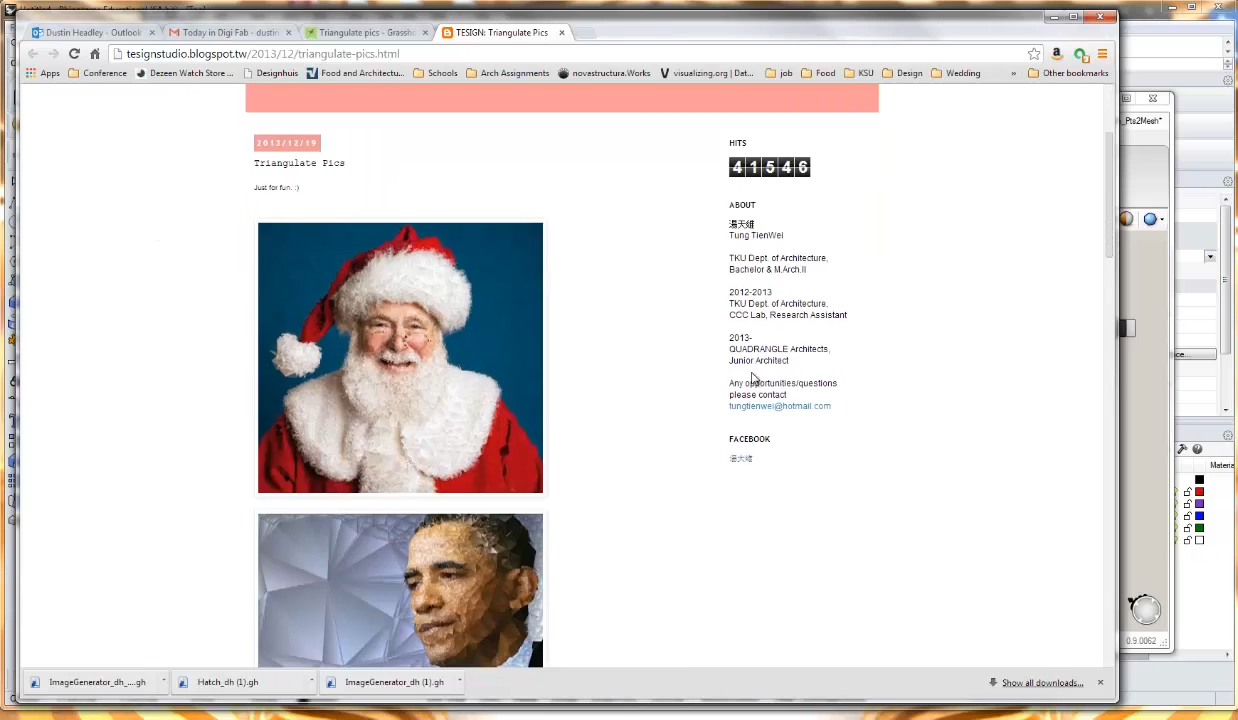 Dustin Headley - Outlook
Today in Digi Fab - dustin
Triangulate pics - Grassho
TESIGN: Triangulate Pics
tesignstudio.blogspot.tw/2013/12/triangulate-pics.html
Apps
Conference
Dezeen Watch Store ...
Designhuis
Food and Architectu...
Schools
Arch Assignments
novastructura.Works
visualizing.org | Dat...
job
Food
KSU
Design
Wedding
»
Other bookmarks
_Pts2Mesh*
2013/12/19
Triangulate Pics
Just for fun. :)
HITS
41546
ABOUT
湯天維
Tung TienWei
TKU Dept. of Architecture,
Bachelor & M.Arch.II
2012-2013
TKU Dept. of Architecture,
CCC Lab, Research Assistant
2013-
QUADRANGLE Architects,
Junior Architect
Any opportunities/questions
please contact
tungtienwei@hotmail.com
FACEBOOK
湯天維
Materia
0.9.0062
ImageGenerator_dh_....gh
Hatch_dh (1).gh
ImageGenerator_dh (1).gh
Show all downloads...